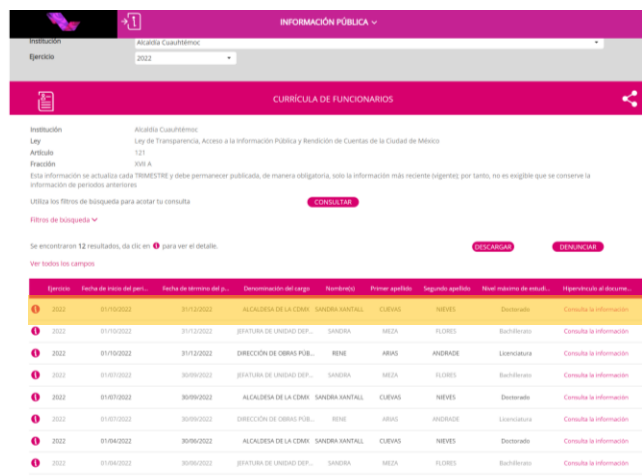 INFORMACIÓN PÚBLICA
Institución Alcaldía Cuauhtémoc
Ejercicio 2022
CURRÍCULA DE FUNCIONARIOS
Institución Alcaldía Cuauhtémoc
Ley Ley de Transparencia, Acceso a la Información Pública y Rendición de Cuentas de la Ciudad de México
Artículo 121
Fracción XVII A
Esta información se actualiza cada TRIMESTRE y debe permanecer publicada, de manera obligatoria, solo la información más reciente (vigente); por tanto, no es exigible que se conserve la
información de periodos anteriores
Utiliza los filtros de búsqueda para acotar tu consulta CONSULTAR
Filtros de búsqueda
Se encontraron 12 resultados, da clic en i para ver el detalle. DESCARGAR DENUNCIAR
Ver todos los campos
Ejercicio Fecha de inicio del peri... Fecha de término del p... Denominación del cargo Nombre(s) Primer apellido Segundo apellido Nivel máximo de estudi... Hipervínculo al docume...
2022 01/10/2022 31/12/2022 ALCALDESA DE LA CDMX SANDRA XANTALL CUEVAS NIEVES Doctorado Consulta la información
2022 01/10/2022 31/12/2022 JEFATURA DE UNIDAD DEP... SANDRA MEZA FLORES Bachillerato Consulta la información
2022 01/10/2022 31/12/2022 DIRECCIÓN DE OBRAS PÚB... RENE ARIAS ANDRADE Licenciatura Consulta la información
2022 01/07/2022 30/09/2022 JEFATURA DE UNIDAD DEP... SANDRA MEZA FLORES Bachillerato Consulta la información
2022 01/07/2022 30/09/2022 ALCALDESA DE LA CDMX SANDRA XANTALL CUEVAS NIEVES Doctorado Consulta la información
2022 01/07/2022 30/09/2022 DIRECCIÓN DE OBRAS PÚB... RENE ARIAS ANDRADE Licenciatura Consulta la información
2022 01/04/2022 30/06/2022 ALCALDESA DE LA CDMX SANDRA XANTALL CUEVAS NIEVES Doctorado Consulta la información
2022 01/04/2022 30/06/2022 JEFATURA DE UNIDAD DEP... SANDRA MEZA FLORES Bachillerato Consulta la información